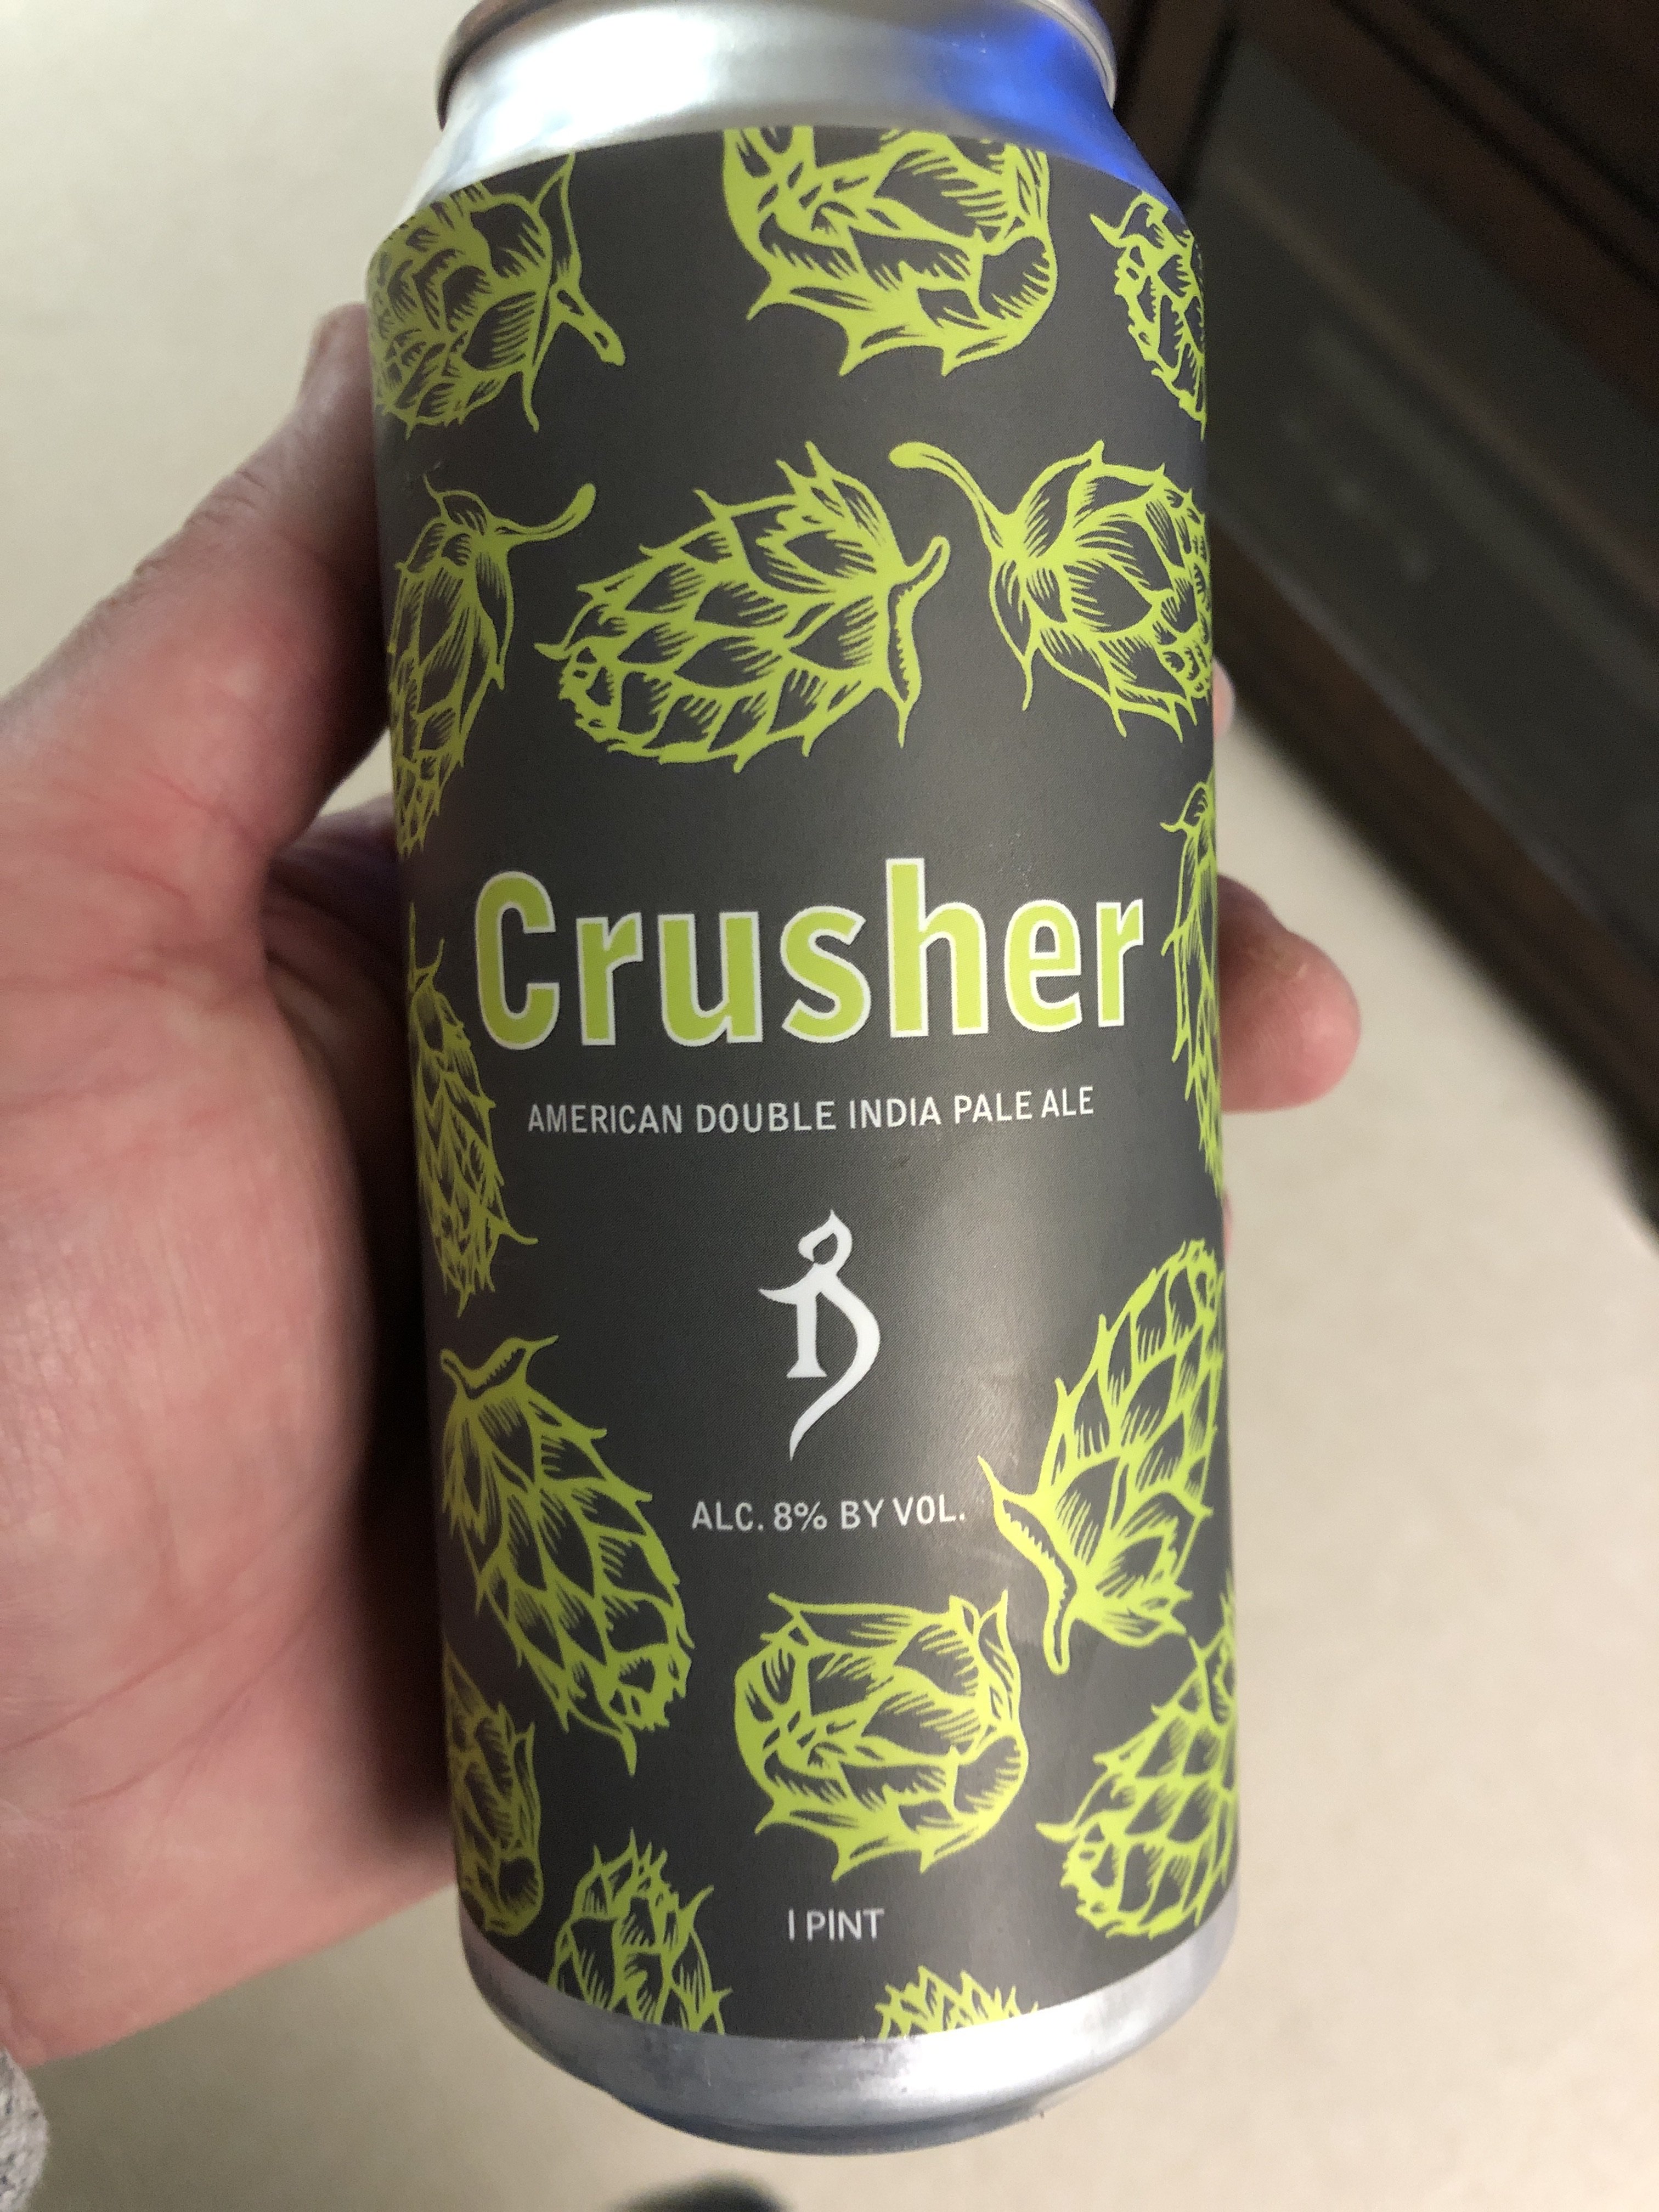 Crusher
AMERICAN DOUBLE INDIA PALE ALE
ALC. 8% BY VOL.
1 PINT